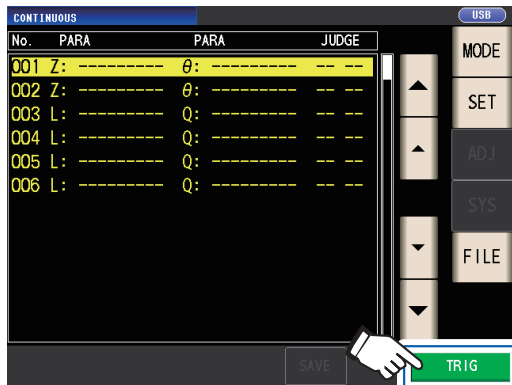 CONTINUOUS USB
No. PARA PARA JUDGE
001 Z: --------- θ: --------- -- --
002 Z: --------- θ: --------- -- --
003 L: --------- Q: --------- -- --
004 L: --------- Q: --------- -- --
005 L: --------- Q: --------- -- --
006 L: --------- Q: --------- -- --
MODE
SET
ADJ
SYS
FILE
SAVE
TRIG